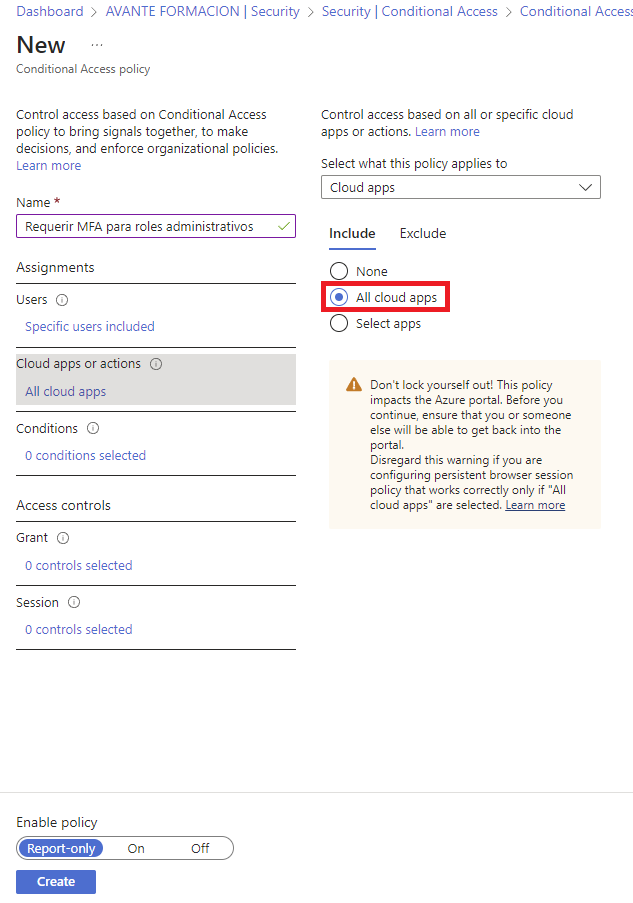 Dashboard > AVANTE FORMACION | Security > Security | Conditional Access > Conditional Access
New ...
Conditional Access policy
Control access based on Conditional Access
policy to bring signals together, to make
decisions, and enforce organizational policies.
Learn more
Name *
Requerir MFA para roles administrativos
Assignments
Users
Specific users included
Cloud apps or actions
All cloud apps
Conditions
0 conditions selected
Access controls
Grant
0 controls selected
Session
0 controls selected
Control access based on all or specific cloud
apps or actions. Learn more
Select what this policy applies to
Cloud apps
Include Exclude
None
All cloud apps
Select apps
Don't lock yourself out! This policy
impacts the Azure portal. Before you
continue, ensure that you or someone
else will be able to get back into the
portal.
Disregard this warning if you are
configuring persistent browser session
policy that works correctly only if "All
cloud apps" are selected. Learn more
Enable policy
Report-only On Off
Create